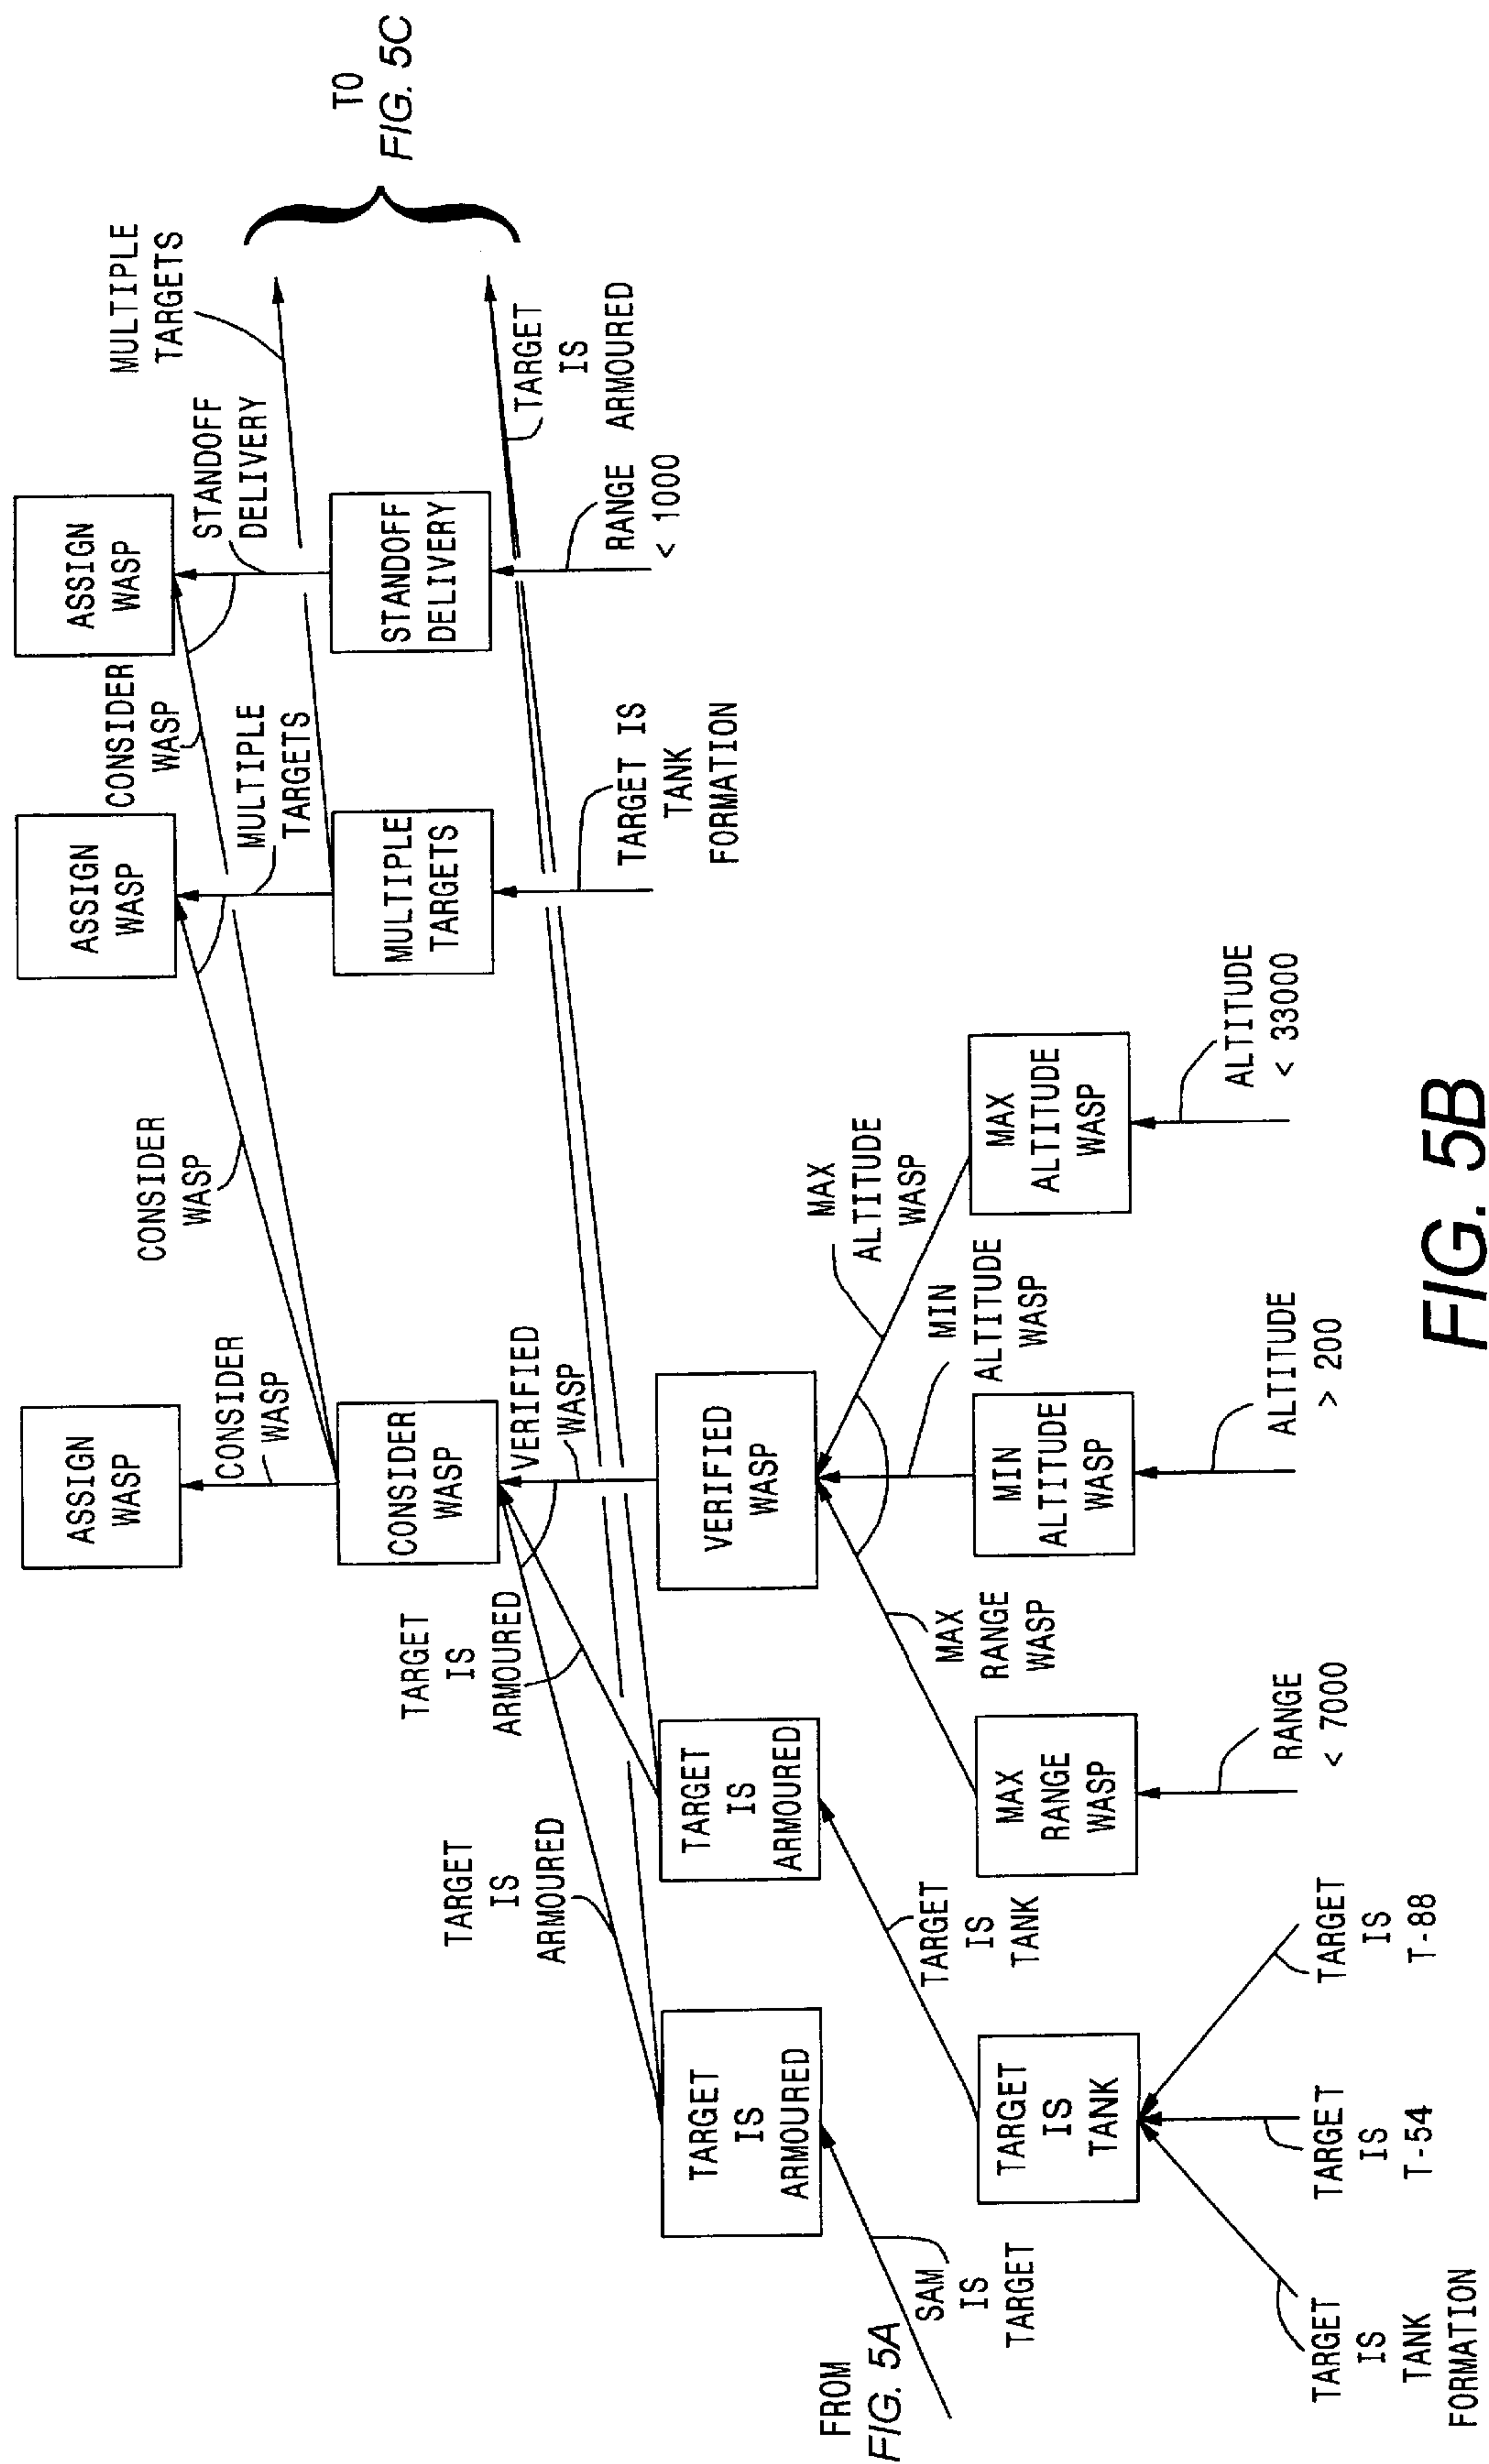 ASSIGN
WASP
ASSIGN
WASP
ASSIGN
WASP
CONSIDER
WASP
CONSIDER
WASP
MULTIPLE
TARGETS
CONSIDER
WASP
STANDOFF
DELIVERY
MULTIPLE
TARGETS
TO
FIG. 5C
CONSIDER
WASP
MULTIPLE
TARGETS
STANDOFF
DELIVERY
TARGET
IS
ARMOURED
TARGET
IS
ARMOURED
VERIFIED
WASP
TARGET IS
TANK
FORMATION
RANGE
< 1000
TARGET
IS
ARMOURED
TARGET
IS
ARMOURED
TARGET
IS
ARMOURED
VERIFIED
WASP
FROM
FIG. 5A
SAM
IS
TARGET
TARGET
IS
TANK
MAX
RANGE
WASP
MIN
ALTITUDE
WASP
MAX
ALTITUDE
WASP
TARGET
IS
TANK
MAX
RANGE
WASP
MIN
ALTITUDE
WASP
MAX
ALTITUDE
WASP
TARGET
IS
TANK
FORMATION
TARGET
IS
T-54
TARGET
IS
T-88
RANGE
< 7000
ALTITUDE
> 200
ALTITUDE
< 33000
FIG. 5B